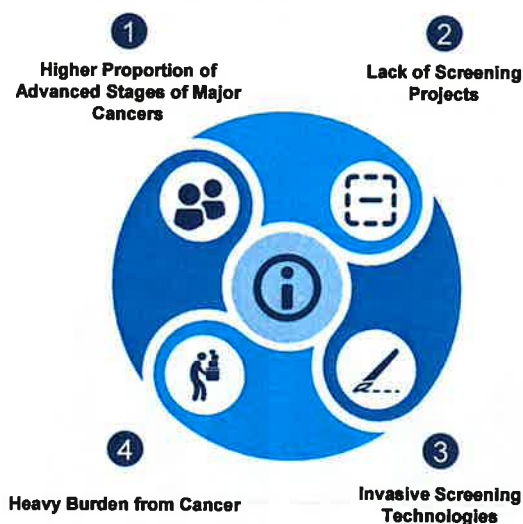 1
Higher Proportion of
Advanced Stages of Major
Cancers
2
Lack of Screening
Projects
3
Invasive Screening
Technologies
4
Heavy Burden from Cancer